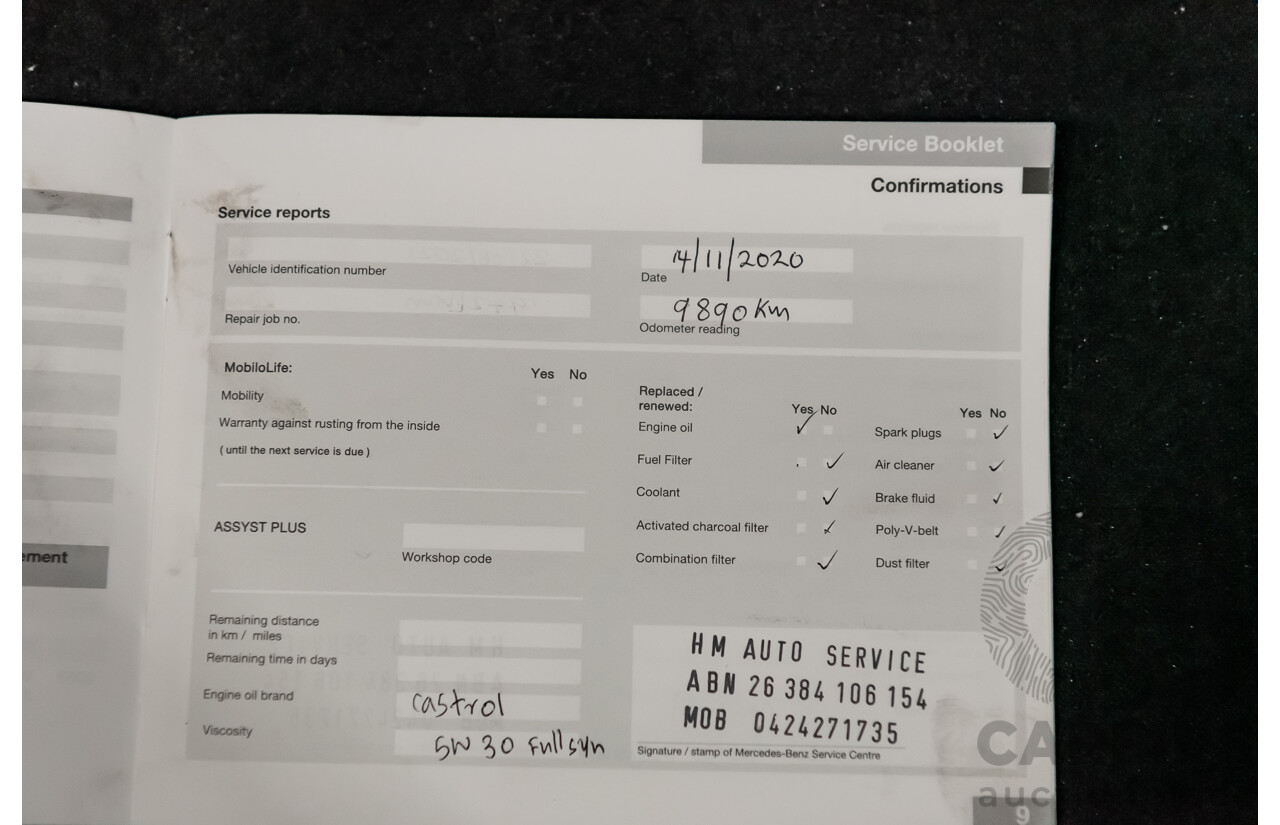 Service Booklet
Confirmations
Service reports
Vehicle identification number
14/11/2020
Date
Repair job no.
9890 Km
Odometer reading
MobiloLife:
Yes No
Mobility
Warranty against rusting from the inside
( until the next service is due )
Replaced /
renewed:
Yes No
Yes No
Engine oil
Spark plugs
Fuel Filter
Air cleaner
Coolant
Brake fluid
Activated charcoal filter
Poly-V-belt
Combination filter
Dust filter
ASSYST PLUS
Workshop code
ement
Remaining distance
in km / miles
Remaining time in days
Engine oil brand
castrol
Viscosity
5W 30 Full syn
HM AUTO SERVICE
ABN 26 384 106 154
MOB 0424271735
Signature / stamp of Mercedes-Benz Service Centre
CA
auc
9